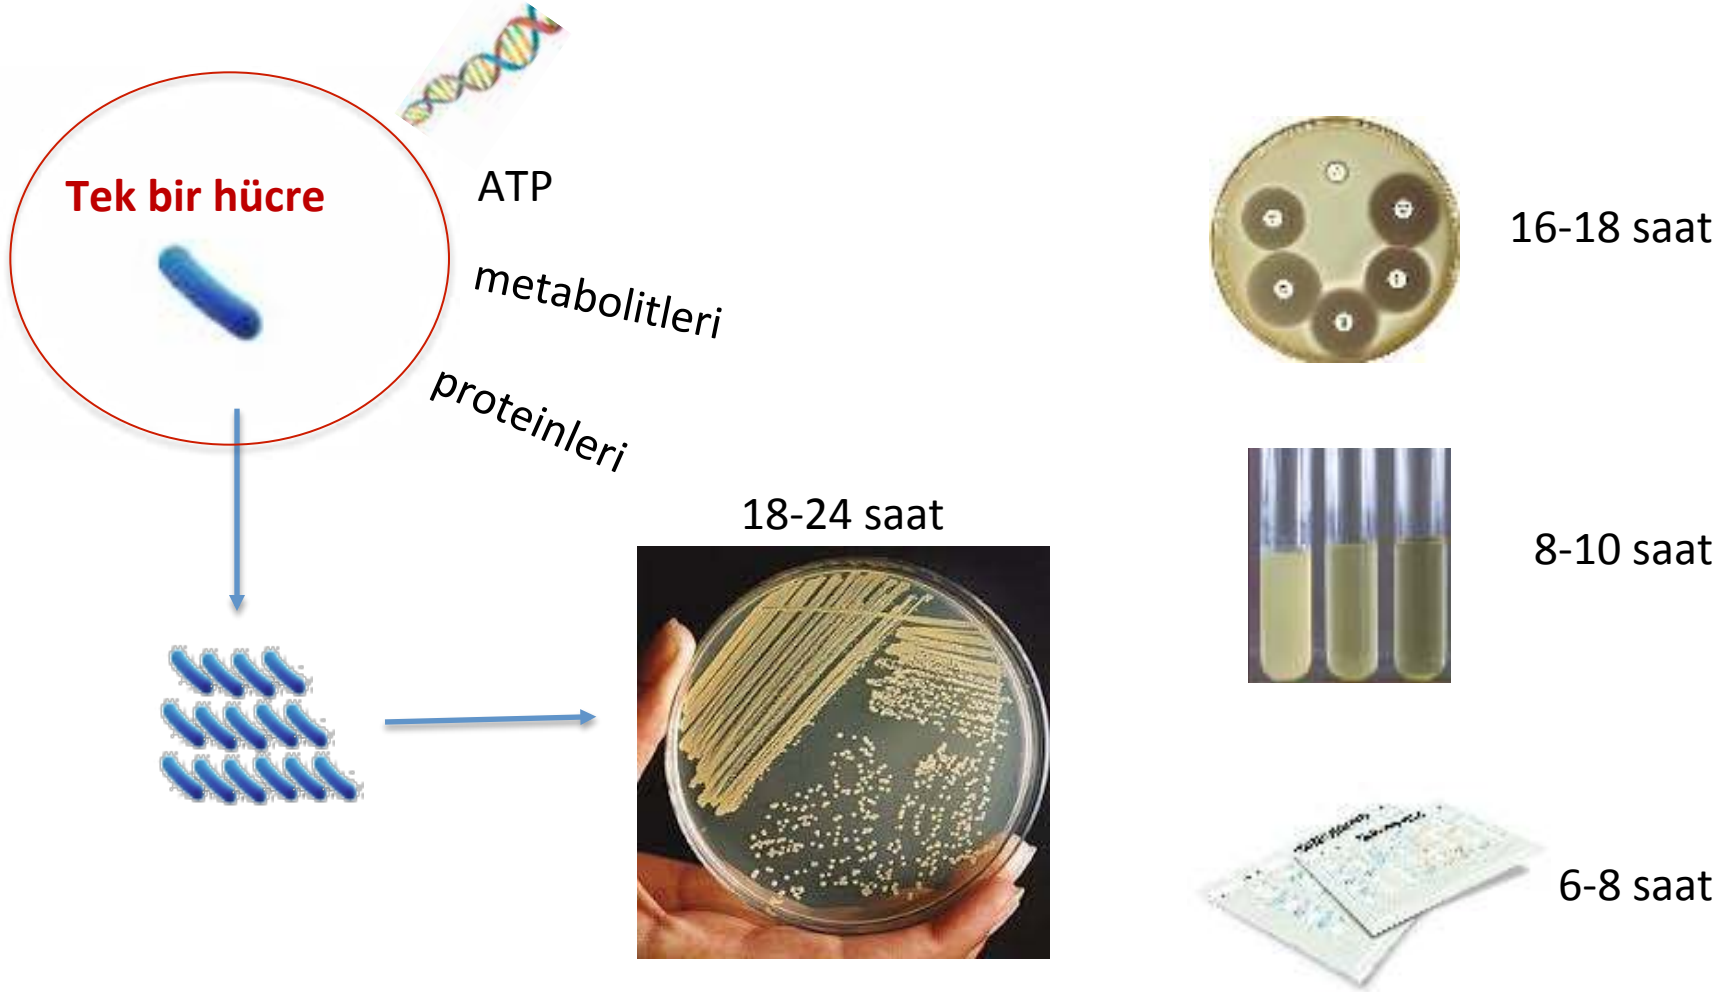 Tek bir hücre
ATP
metabolitleri
proteinleri
18-24 saat
16-18 saat
8-10 saat
6-8 saat